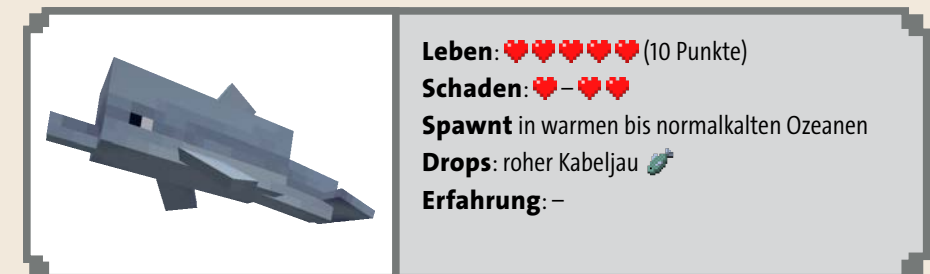 Leben: (10 Punkte)
Schaden: –
Spawnt in warmen bis normalkalten Ozeanen
Drops: roher Kabeljau
Erfahrung: –